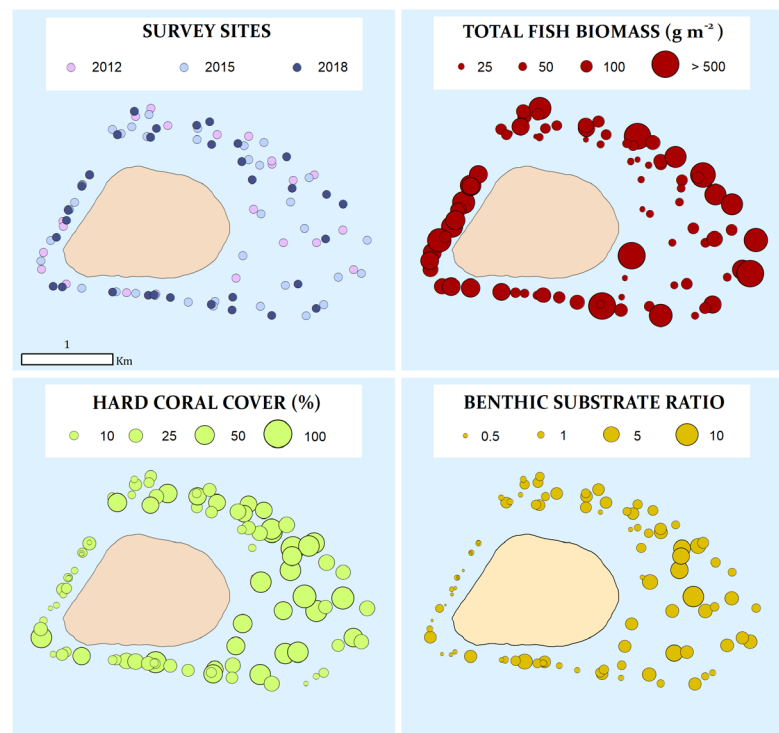 SURVEY SITES
2012 2015 2018
1
Km
TOTAL FISH BIOMASS (g m⁻²)
25 50 100 > 500
HARD CORAL COVER (%)
10 25 50 100
BENTHIC SUBSTRATE RATIO
0.5 1 5 10